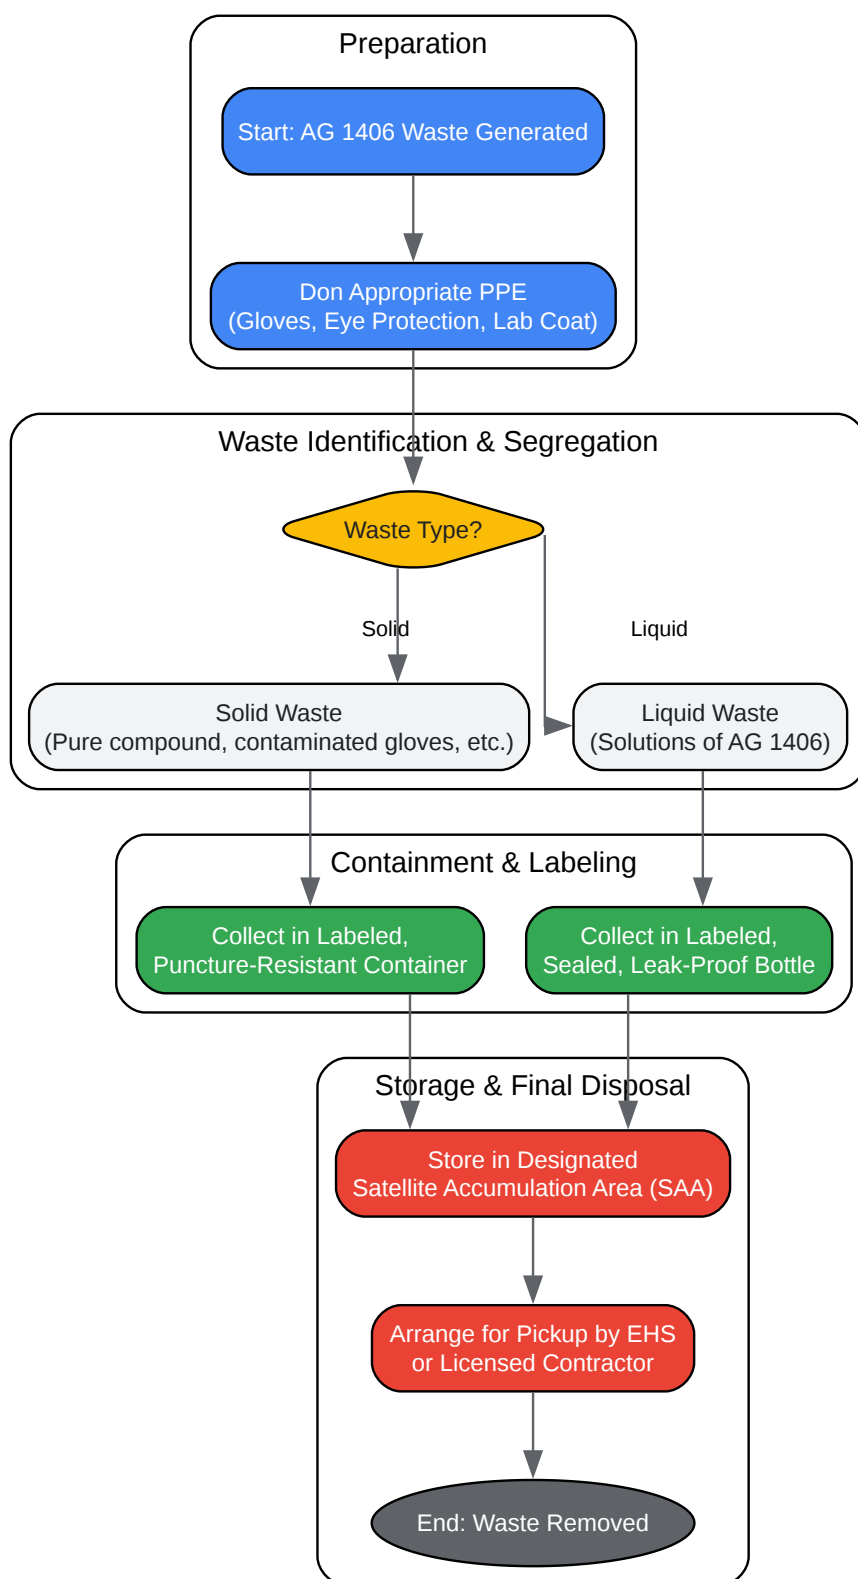 Preparation
Start: AG 1406 Waste Generated
Don Appropriate PPE
(Gloves, Eye Protection, Lab Coat)
Waste Identification & Segregation
Waste Type?
Solid
Liquid
Solid Waste
(Pure compound, contaminated gloves, etc.)
Liquid Waste
(Solutions of AG 1406)
Containment & Labeling
Collect in Labeled,
Puncture-Resistant Container
Collect in Labeled,
Sealed, Leak-Proof Bottle
Storage & Final Disposal
Store in Designated
Satellite Accumulation Area (SAA)
Arrange for Pickup by EHS
or Licensed Contractor
End: Waste Removed